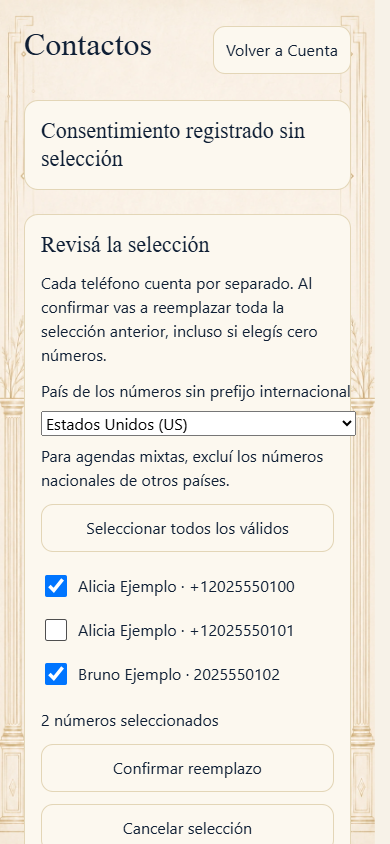 Contactos
Volver a Cuenta
Consentimiento registrado sin
selección
Revisá la selección
Cada teléfono cuenta por separado. Al
confirmar vas a reemplazar toda la
selección anterior, incluso si elegís cero
números.
País de los números sin prefijo internacional
Estados Unidos (US)
Para agendas mixtas, excluí los números
nacionales de otros países.
Seleccionar todos los válidos
Alicia Ejemplo · +12025550100
Alicia Ejemplo · +12025550101
Bruno Ejemplo · 2025550102
2 números seleccionados
Confirmar reemplazo
Cancelar selección